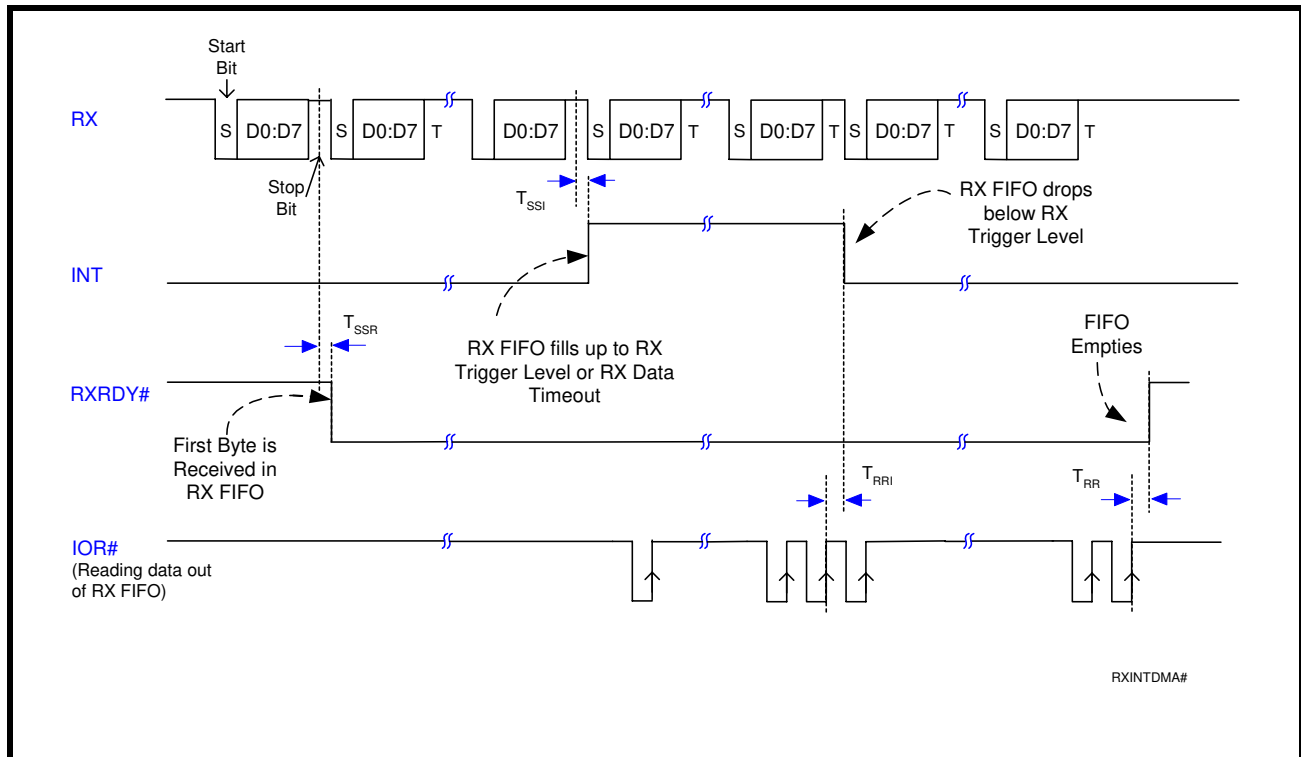 Start
Bit
RX
S D0:D7 S D0:D7 T D0:D7 S D0:D7 T S D0:D7 T S D0:D7 T S D0:D7 T
Stop
Bit
TSSI
RX FIFO drops
below RX
Trigger Level
INT
TSSR
RX FIFO fills up to RX
Trigger Level or RX Data
Timeout
FIFO
Empties
RXRDY#
First Byte is
Received in
RX FIFO
TRRI
TRR
IOR#
(Reading data out
of RX FIFO)
RXINTDMA#